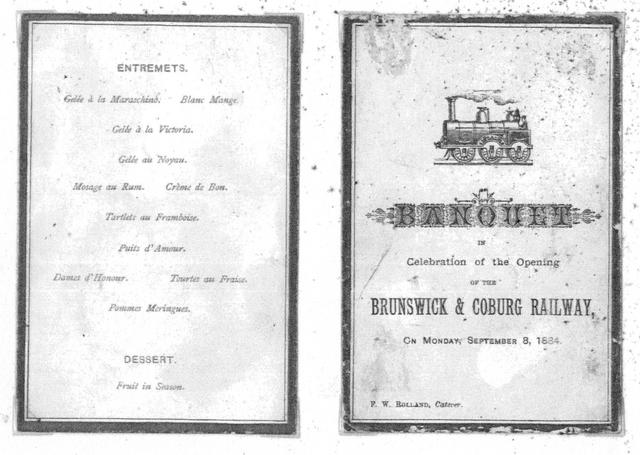 ENTREMETS.
Gelée à la Maraschino. Blanc Mange.
Gelée à la Victoria.
Gelée au Noyau.
Mosage au Rum. Crème de Bon.
Tartlets au Framboise.
Puits d'Amour.
Dames d'Honour. Tourtes au Fraise.
Pommes Meringues.
DESSERT.
Fruit in Season.
BANQUET
IN
Celebration of the Opening
OF THE
BRUNSWICK & COBURG RAILWAY,
ON MONDAY, SEPTEMBER 8, 1884.
F. W. ROLLAND, Caterer.